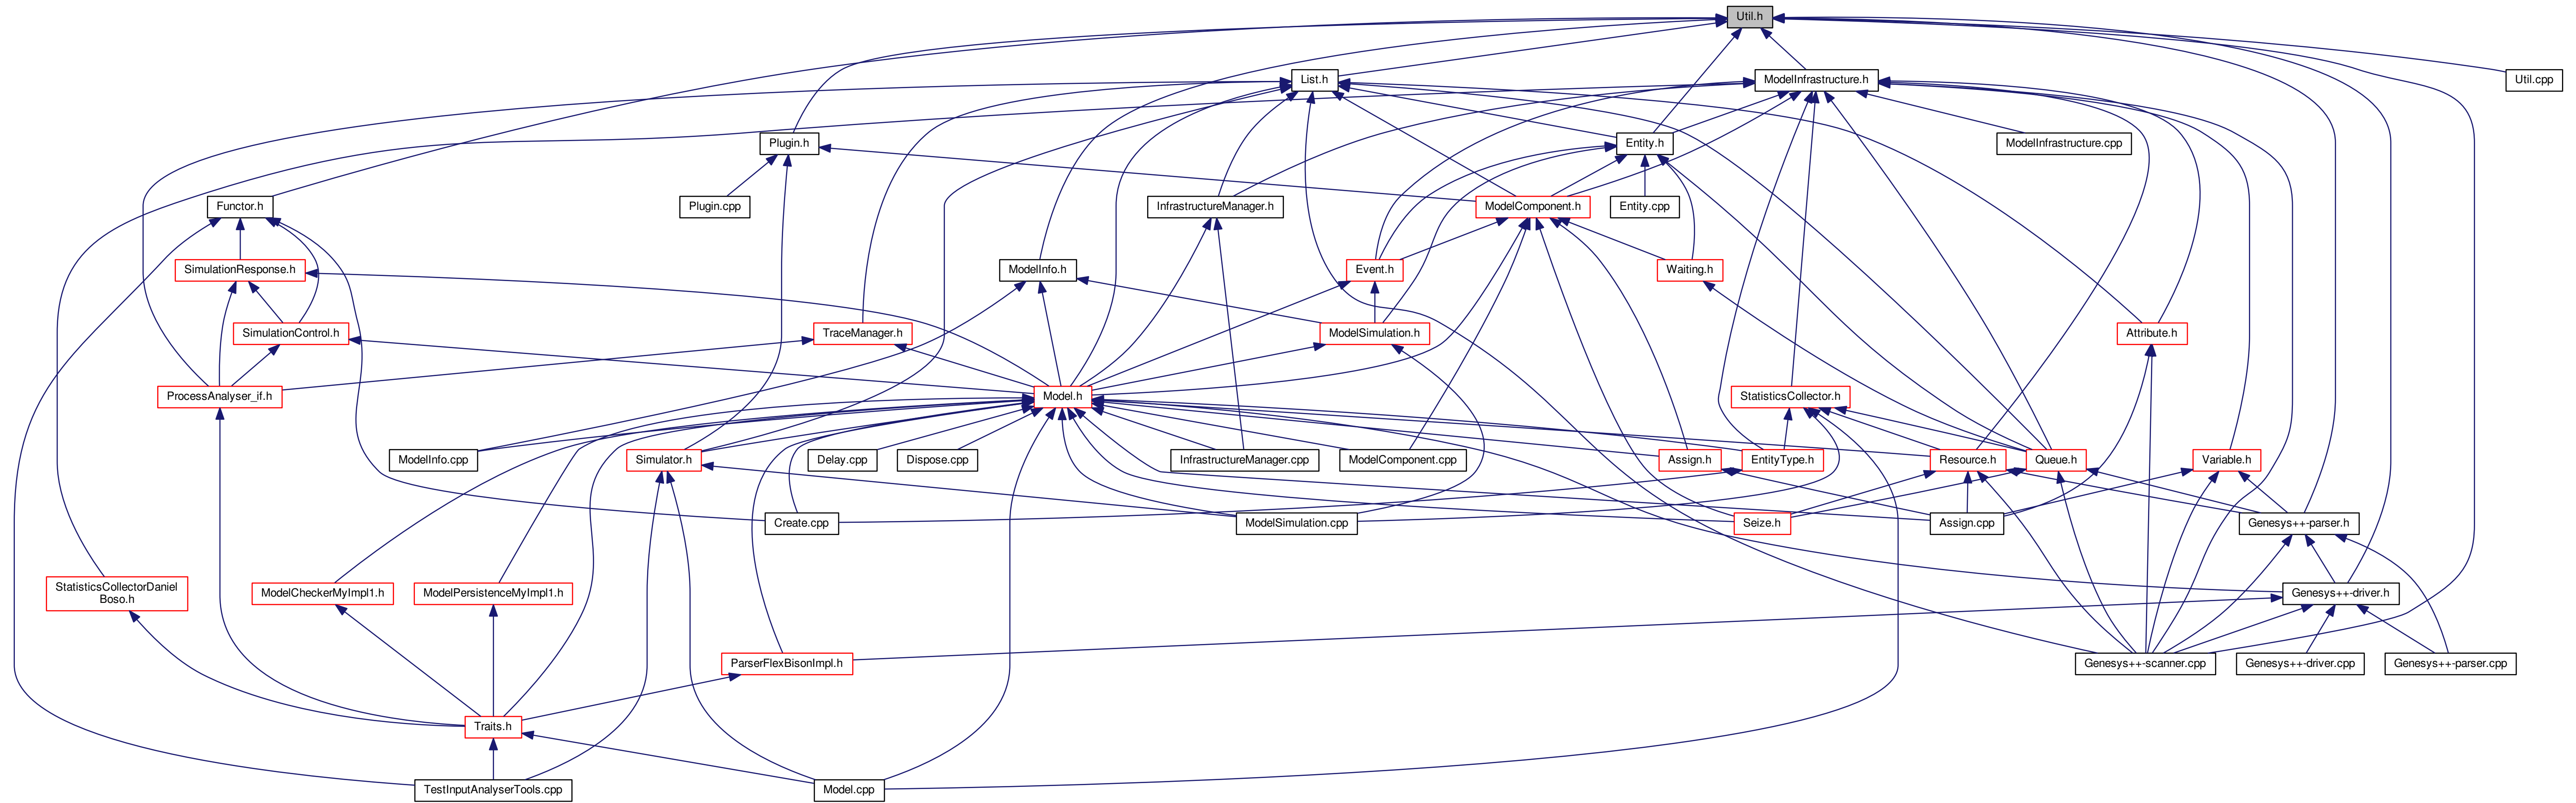 Util.h
List.h
ModelInfrastructure.h
Util.cpp
Plugin.h
Entity.h
ModelInfrastructure.cpp
Functor.h
Plugin.cpp
InfrastructureManager.h
ModelComponent.h
Entity.cpp
SimulationResponse.h
ModelInfo.h
Event.h
Waiting.h
SimulationControl.h
TraceManager.h
ModelSimulation.h
Attribute.h
ProcessAnalyser_if.h
Model.h
StatisticsCollector.h
ModelInfo.cpp
Simulator.h
Delay.cpp
Dispose.cpp
InfrastructureManager.cpp
ModelComponent.cpp
Assign.h
EntityType.h
Resource.h
Queue.h
Variable.h
Create.cpp
ModelSimulation.cpp
Seize.h
Assign.cpp
Genesys++-parser.h
StatisticsCollectorDaniel
Boso.h
ModelCheckerMyImpl1.h
ModelPersistenceMyImpl1.h
Genesys++-driver.h
ParserFlexBisonImpl.h
Genesys++-scanner.cpp
Genesys++-driver.cpp
Genesys++-parser.cpp
Traits.h
TestInputAnalyserTools.cpp
Model.cpp